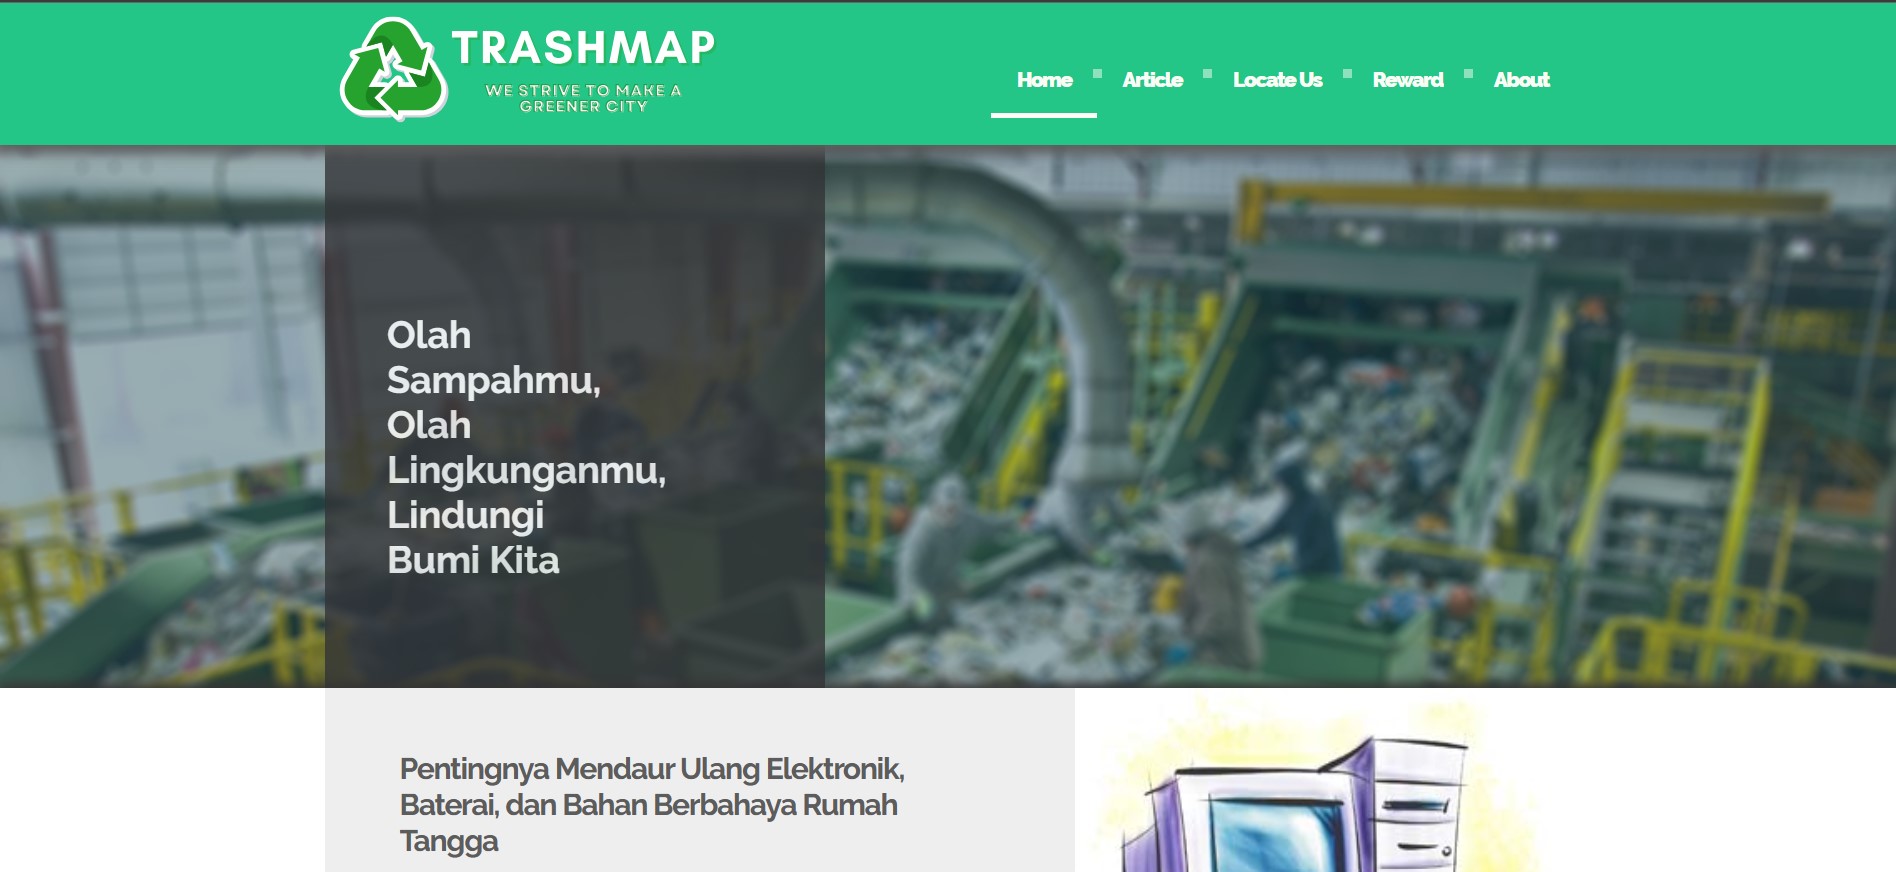 TRASHMAP
WE STRIVE TO MAKE A
GREENER CITY
Home Article Locate Us Reward About
Olah
Sampahmu,
Olah
Lingkunganmu,
Lindungi
Bumi Kita
Pentingnya Mendaur Ulang Elektronik,
Baterai, dan Bahan Berbahaya Rumah
Tangga